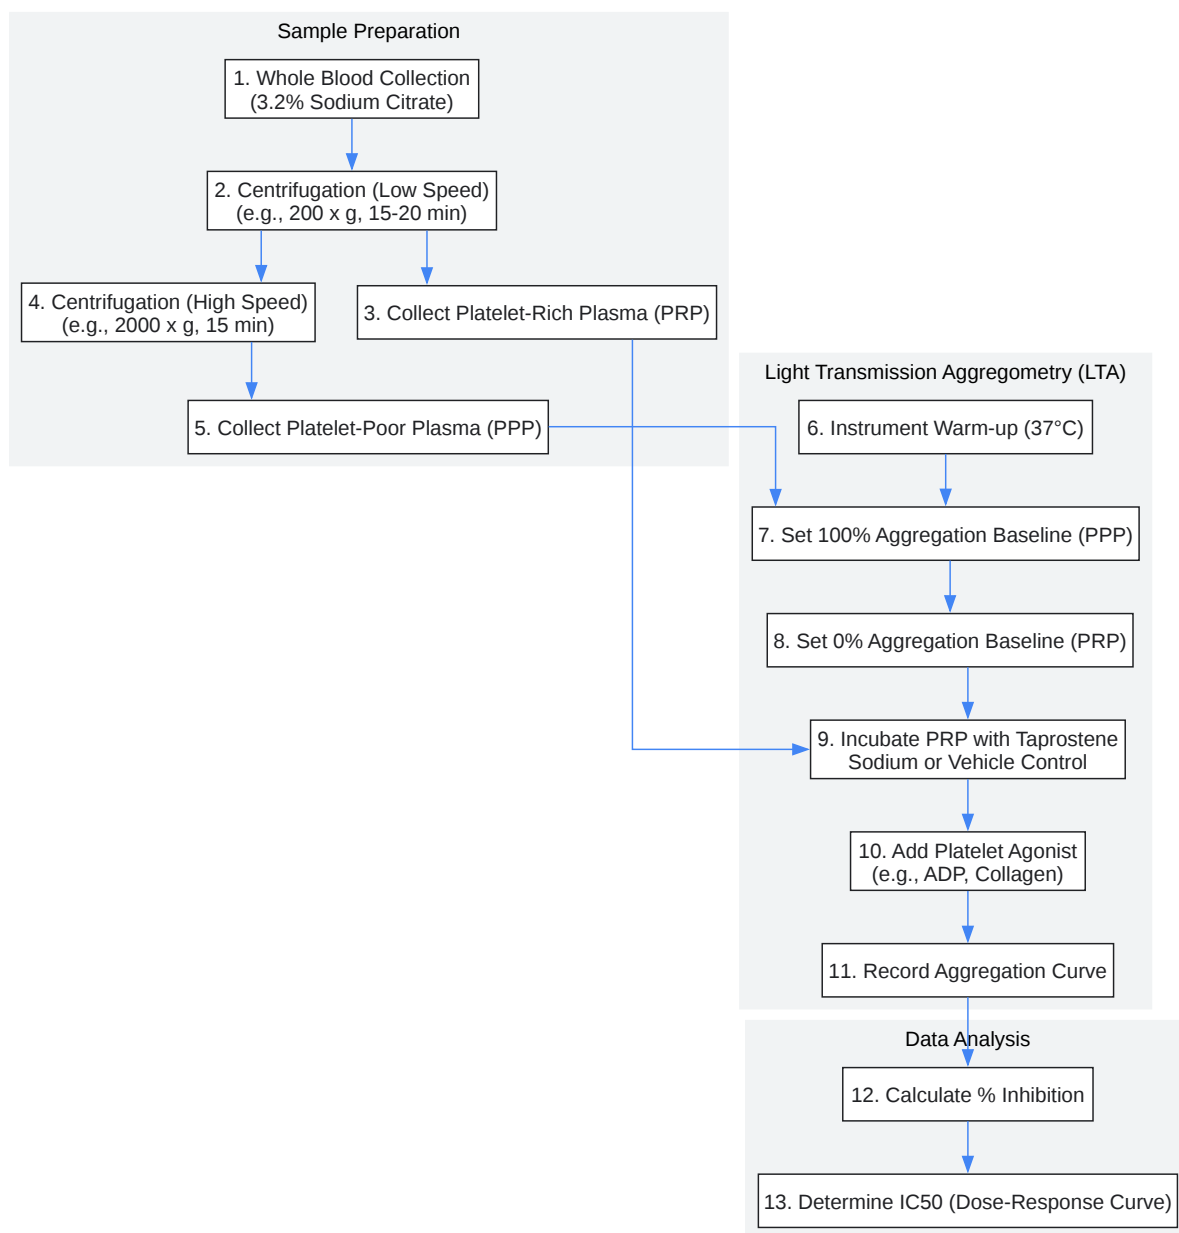 Sample Preparation
1. Whole Blood Collection
(3.2% Sodium Citrate)
2. Centrifugation (Low Speed)
(e.g., 200 x g, 15-20 min)
4. Centrifugation (High Speed)
(e.g., 2000 x g, 15 min)
3. Collect Platelet-Rich Plasma (PRP)
5. Collect Platelet-Poor Plasma (PPP)
Light Transmission Aggregometry (LTA)
6. Instrument Warm-up (37°C)
7. Set 100% Aggregation Baseline (PPP)
8. Set 0% Aggregation Baseline (PRP)
9. Incubate PRP with Taprostene
Sodium or Vehicle Control
10. Add Platelet Agonist
(e.g., ADP, Collagen)
11. Record Aggregation Curve
Data Analysis
12. Calculate % Inhibition
13. Determine IC50 (Dose-Response Curve)